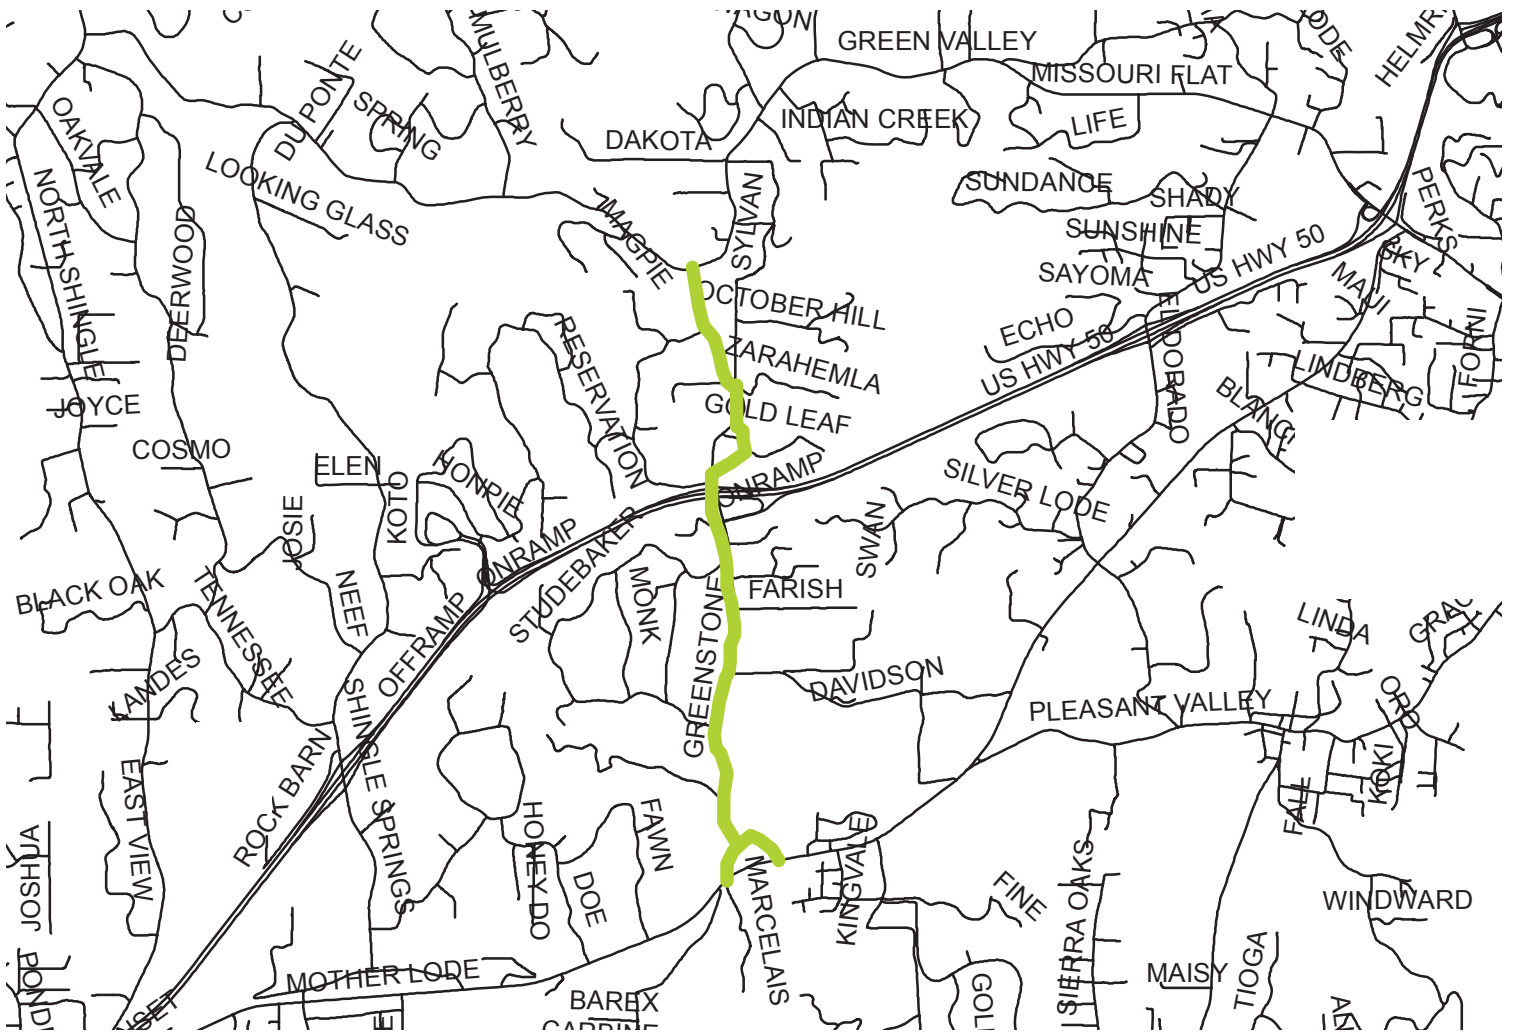 GREEN VALLEY
MISSOURI FLAT
MULBERRY
DU PONTE
SPRING
INDIAN CREEK
LIFE
DAKOTA
OAKVALE
LOOKING GLASS
SUNDANCE
SHADY
PERKS
NORTH SHINGLE
DEERWOOD
MAGPIE
SYLVAN
SUNSHINE
US HWY 50
SKY
SAYOMA
MAUI
OCTOBER HILL
ECHO
EL DORADO
FORNI
RESERVATION
ZARAHEMLA
US HWY 50
LINDBERG
JOYCE
GOLD LEAF
COSMO
ELEN
HONPIE
ONRAMP
SILVER LODE
KOTO
JOSIE
ONRAMP
STUDEBAKER
SWAN
BLACK OAK
TENNESSEE
NEEF
OFFRAMP
MONK
GREENSTONE
FARISH
LINDA
LANDES
DAVIDSON
PLEASANT VALLEY
ORO
SHINGLE SPRINGS
ROCK BARN
EAST VIEW
KOKI
FALL
JOSHUA
HONEY DO
FAWN
DOE
MARCELAIS
KINGVALE
FINE
SIERRA OAKS
WINDWARD
MOTHER LODE
MAISY
TIOGA
BAREX